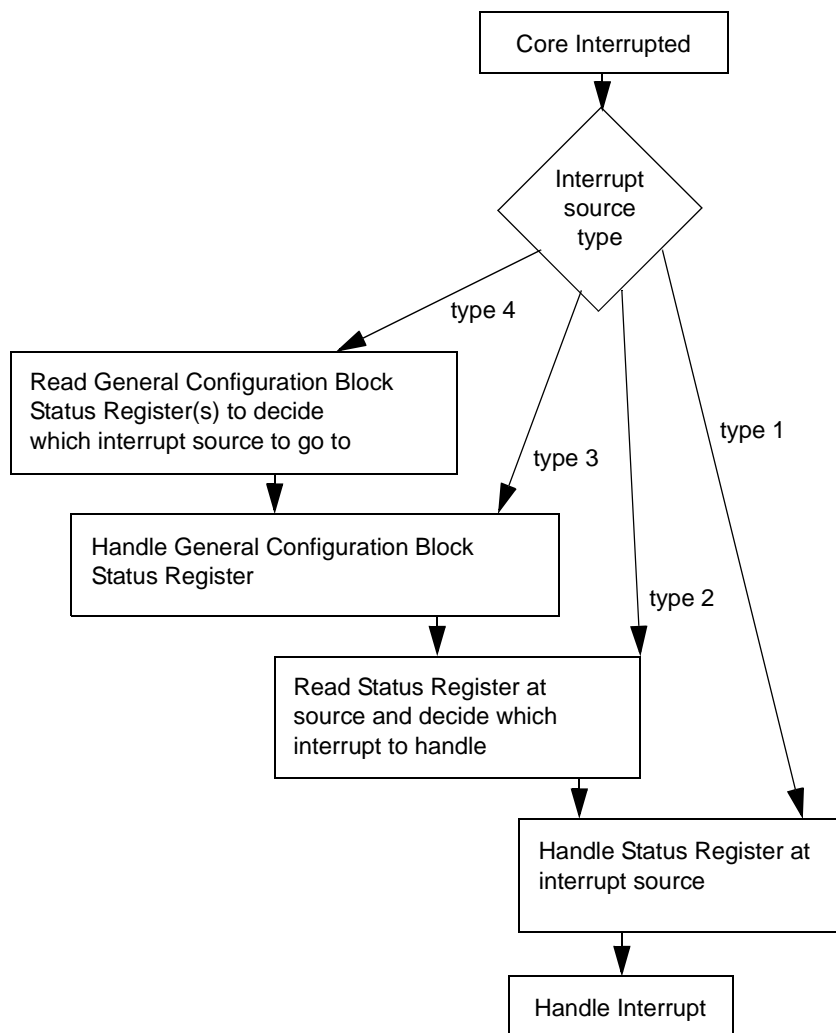 Core Interrupted
Interrupt
source
type
type 4
Read General Configuration Block
Status Register(s) to decide
which interrupt source to go to
type 3
type 1
Handle General Configuration Block
Status Register
type 2
Read Status Register at
source and decide which
interrupt to handle
Handle Status Register at
interrupt source
Handle Interrupt